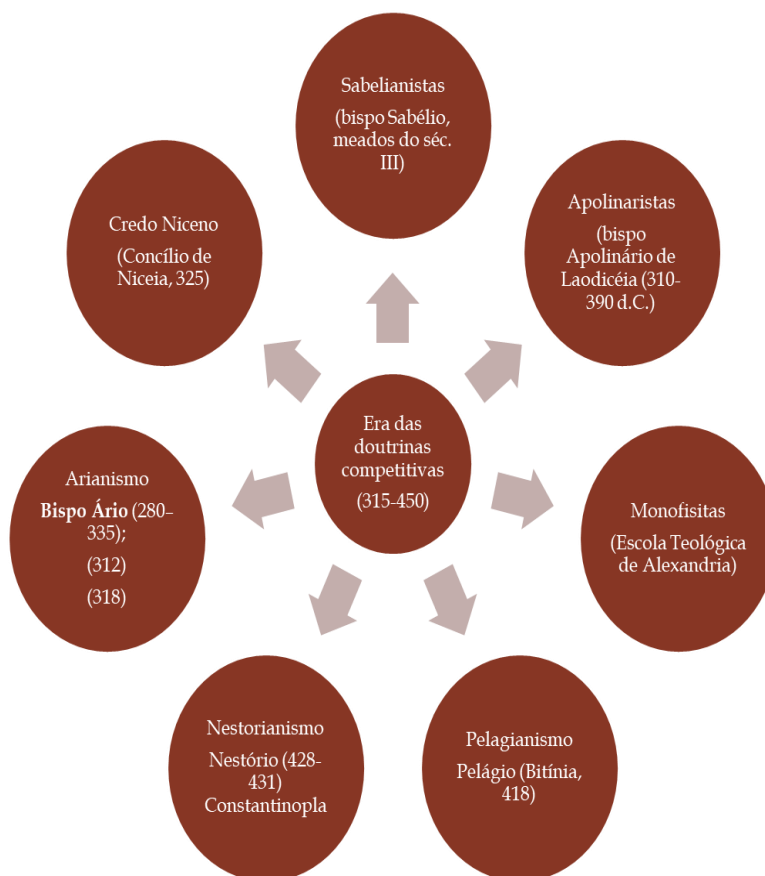 Sabelianistas
(bispo Sabélio,
meados do séc.
III)
Apolinaristas
(bispo
Apolinário de
Laodicéia (310-
390 d.C.)
Monofisitas
(Escola Teológica
de Alexandria)
Pelagianismo
Pelágio (Bitínia,
418)
Nestorianismo
Nestório (428-
431)
Constantinopla
Arianismo
Bispo Ário (280–
335);
(312)
(318)
Credo Niceno
(Concílio de
Niceia, 325)
Era das
doutrinas
competitivas
(315-450)